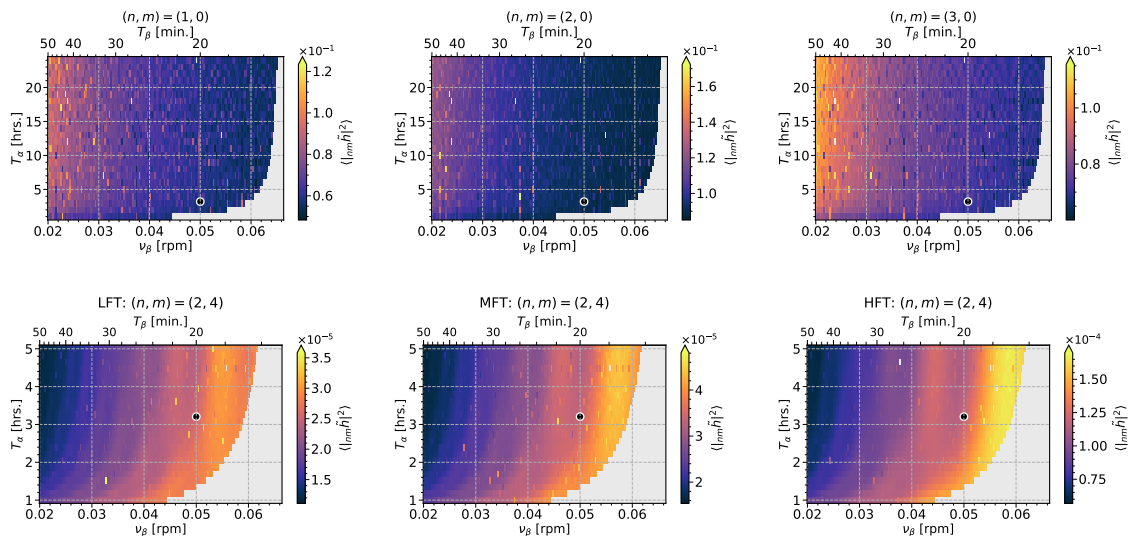 (n, m) = (1, 0)
T_β [min.]
50 40 30 20
×10⁻¹
1.2
1.0
0.8
0.6
⟨|ₙₘh̃|²⟩
T_α [hrs.]
20
15
10
5
0.02 0.03 0.04 0.05 0.06
ν_β [rpm]
(n, m) = (2, 0)
T_β [min.]
50 40 30 20
×10⁻¹
1.6
1.4
1.2
1.0
⟨|ₙₘh̃|²⟩
T_α [hrs.]
20
15
10
5
0.02 0.03 0.04 0.05 0.06
ν_β [rpm]
(n, m) = (3, 0)
T_β [min.]
50 40 30 20
×10⁻¹
1.0
0.8
⟨|ₙₘh̃|²⟩
T_α [hrs.]
20
15
10
5
0.02 0.03 0.04 0.05 0.06
ν_β [rpm]
LFT: (n, m) = (2, 4)
T_β [min.]
50 40 30 20
×10⁻⁵
3.5
3.0
2.5
2.0
1.5
⟨|ₙₘh̃|²⟩
T_α [hrs.]
5
4
3
2
1
0.02 0.03 0.04 0.05 0.06
ν_β [rpm]
MFT: (n, m) = (2, 4)
T_β [min.]
50 40 30 20
×10⁻⁵
4
3
2
⟨|ₙₘh̃|²⟩
T_α [hrs.]
5
4
3
2
1
0.02 0.03 0.04 0.05 0.06
ν_β [rpm]
HFT: (n, m) = (2, 4)
T_β [min.]
50 40 30 20
×10⁻⁴
1.50
1.25
1.00
0.75
⟨|ₙₘh̃|²⟩
T_α [hrs.]
5
4
3
2
1
0.02 0.03 0.04 0.05 0.06
ν_β [rpm]